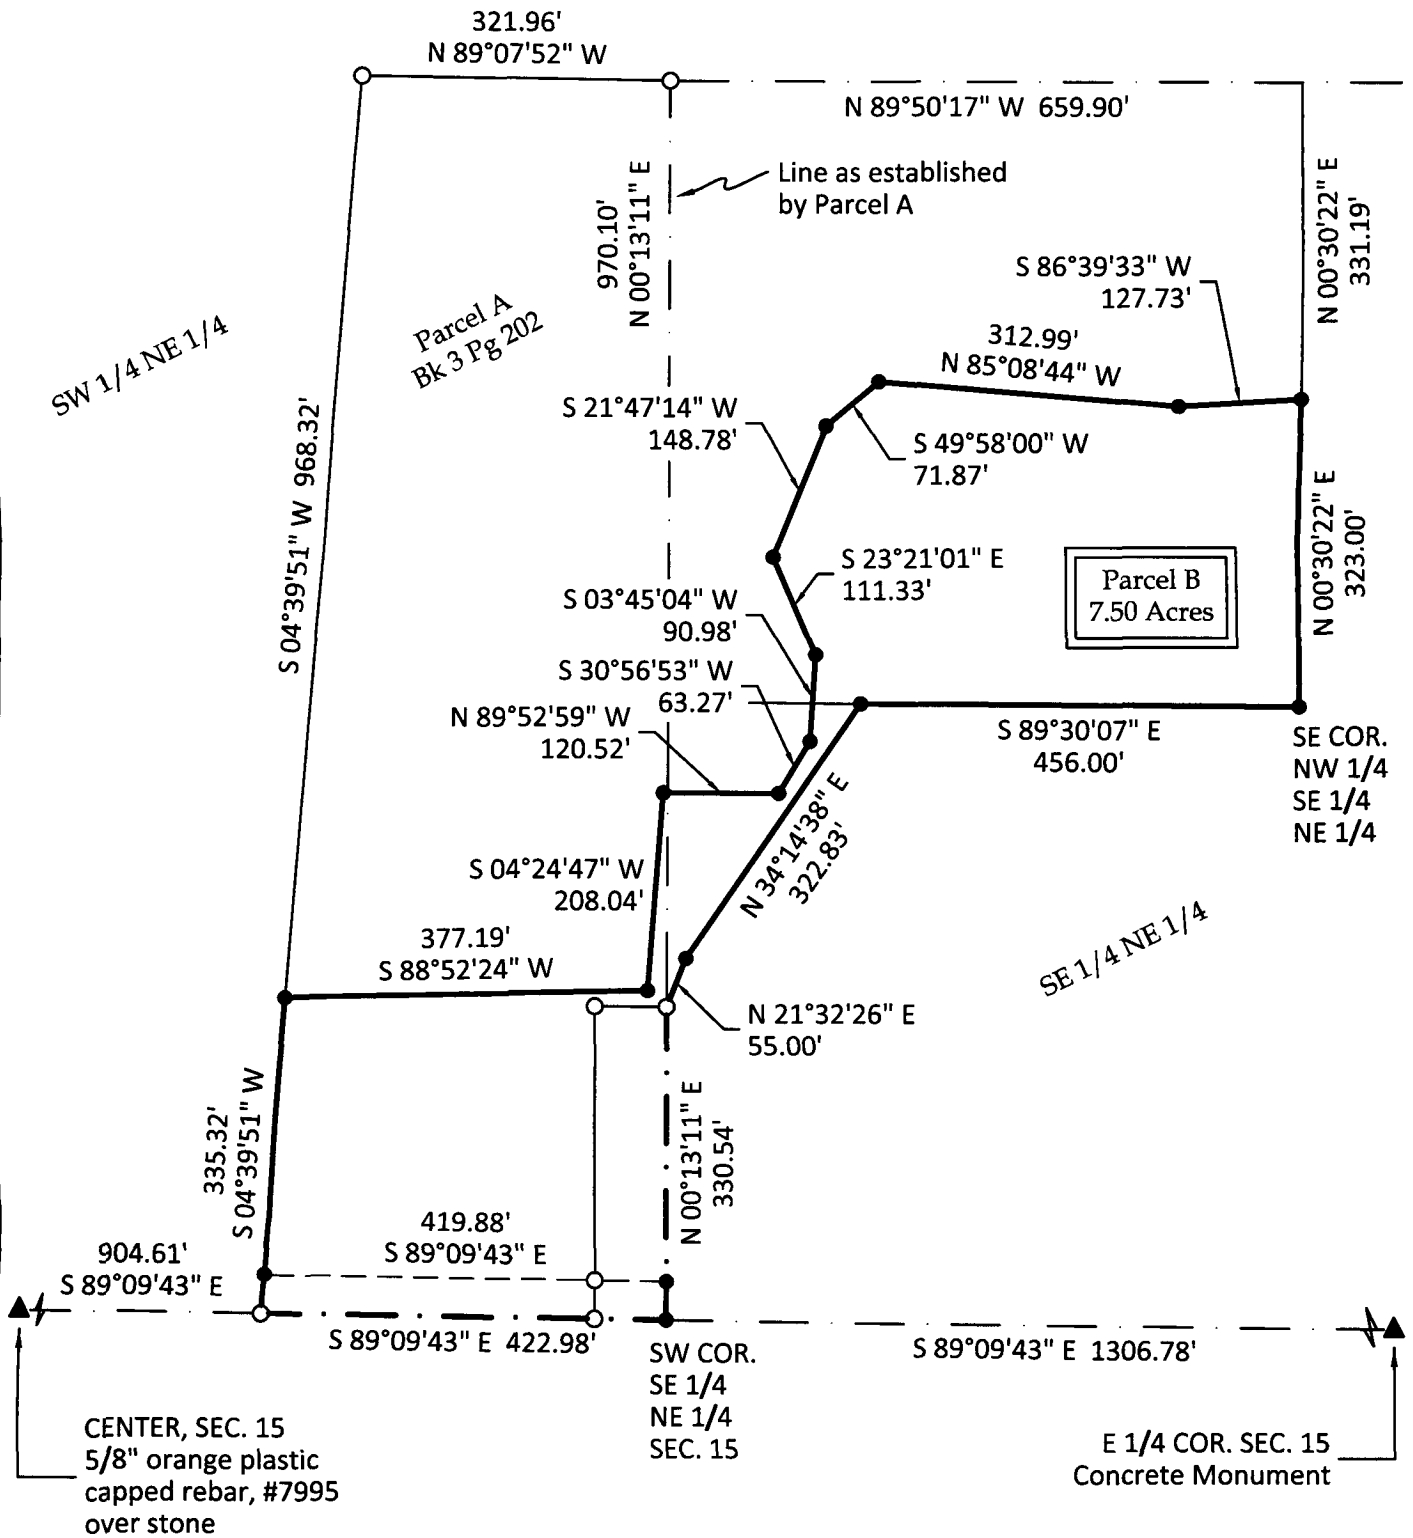 321.96'
N 89°07'52" W
N 89°50'17" W 659.90'
Line as established
by Parcel A
970.10'
N 00°13'11" E
N 00°30'22" E
331.19'
S 86°39'33" W
127.73'
Parcel A
Bk 3 Pg 202
SW 1/4 NE 1/4
312.99'
N 85°08'44" W
S 21°47'14" W
148.78'
S 49°58'00" W
71.87'
S 04°39'51" W 968.32'
N 00°30'22" E
323.00'
S 23°21'01" E
111.33'
Parcel B
7.50 Acres
S 03°45'04" W
90.98'
S 30°56'53" W
63.27'
N 89°52'59" W
120.52'
S 89°30'07" E
456.00'
SE COR.
NW 1/4
SE 1/4
NE 1/4
N 34°14'38" E
322.83'
S 04°24'47" W
208.04'
377.19'
S 88°52'24" W
SE 1/4 NE 1/4
N 21°32'26" E
55.00'
335.32'
S 04°39'51" W
N 00°13'11" E
330.54'
419.88'
S 89°09'43" E
904.61'
S 89°09'43" E
S 89°09'43" E 422.98'
S 89°09'43" E 1306.78'
SW COR.
SE 1/4
NE 1/4
SEC. 15
CENTER, SEC. 15
5/8" orange plastic
capped rebar, #7995
over stone
E 1/4 COR. SEC. 15
Concrete Monument